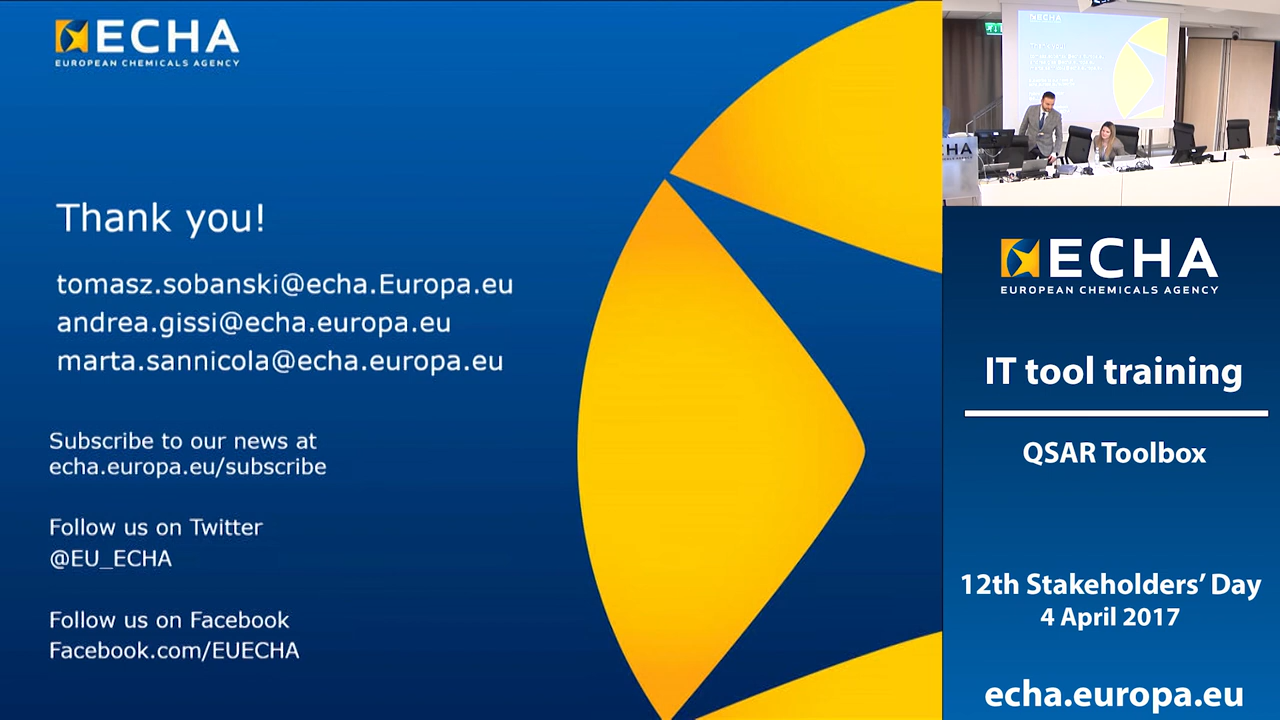 ECHA
EUROPEAN CHEMICALS AGENCY
Thank you!
tomasz.sobanski@echa.Europa.eu
andrea.gissi@echa.europa.eu
marta.sannicola@echa.europa.eu
Subscribe to our news at
echa.europa.eu/subscribe
Follow us on Twitter
@EU_ECHA
Follow us on Facebook
Facebook.com/EUECHA
ECHA
EUROPEAN CHEMICALS AGENCY
IT tool training
QSAR Toolbox
12th Stakeholders’ Day
4 April 2017
echa.europa.eu